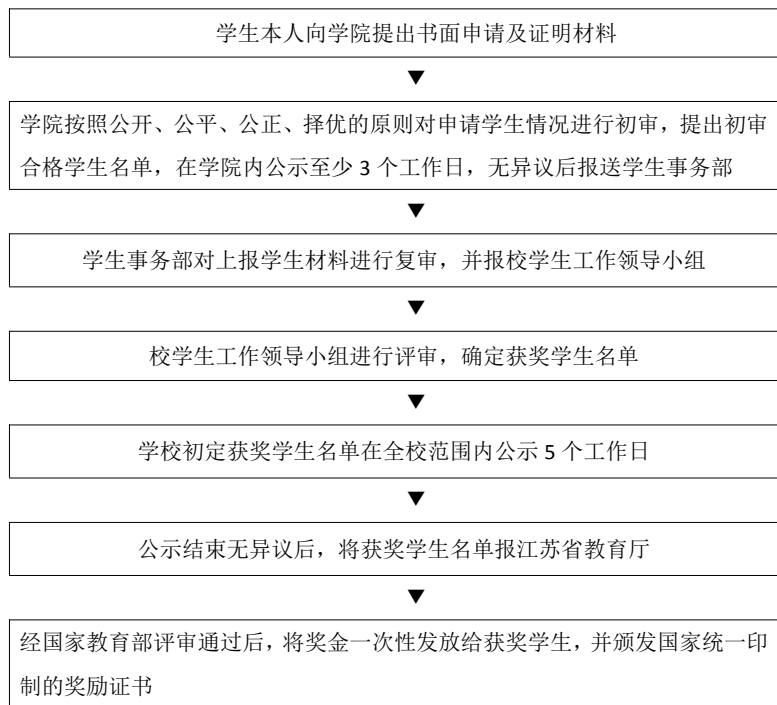 学生本人向学院提出书面申请及证明材料
学院按照公开、公平、公正、择优的原则对申请学生情况进行初审，提出初审
合格学生名单，在学院内公示至少 3 个工作日，无异议后报送学生事务部
学生事务部对上报学生材料进行复审，并报校学生工作领导小组
校学生工作领导小组进行评审，确定获奖学生名单
学校初定获奖学生名单在全校范围内公示 5 个工作日
公示结束无异议后，将获奖学生名单报江苏省教育厅
经国家教育部评审通过后，将奖金一次性发放给获奖学生，并颁发国家统一印
制的奖励证书